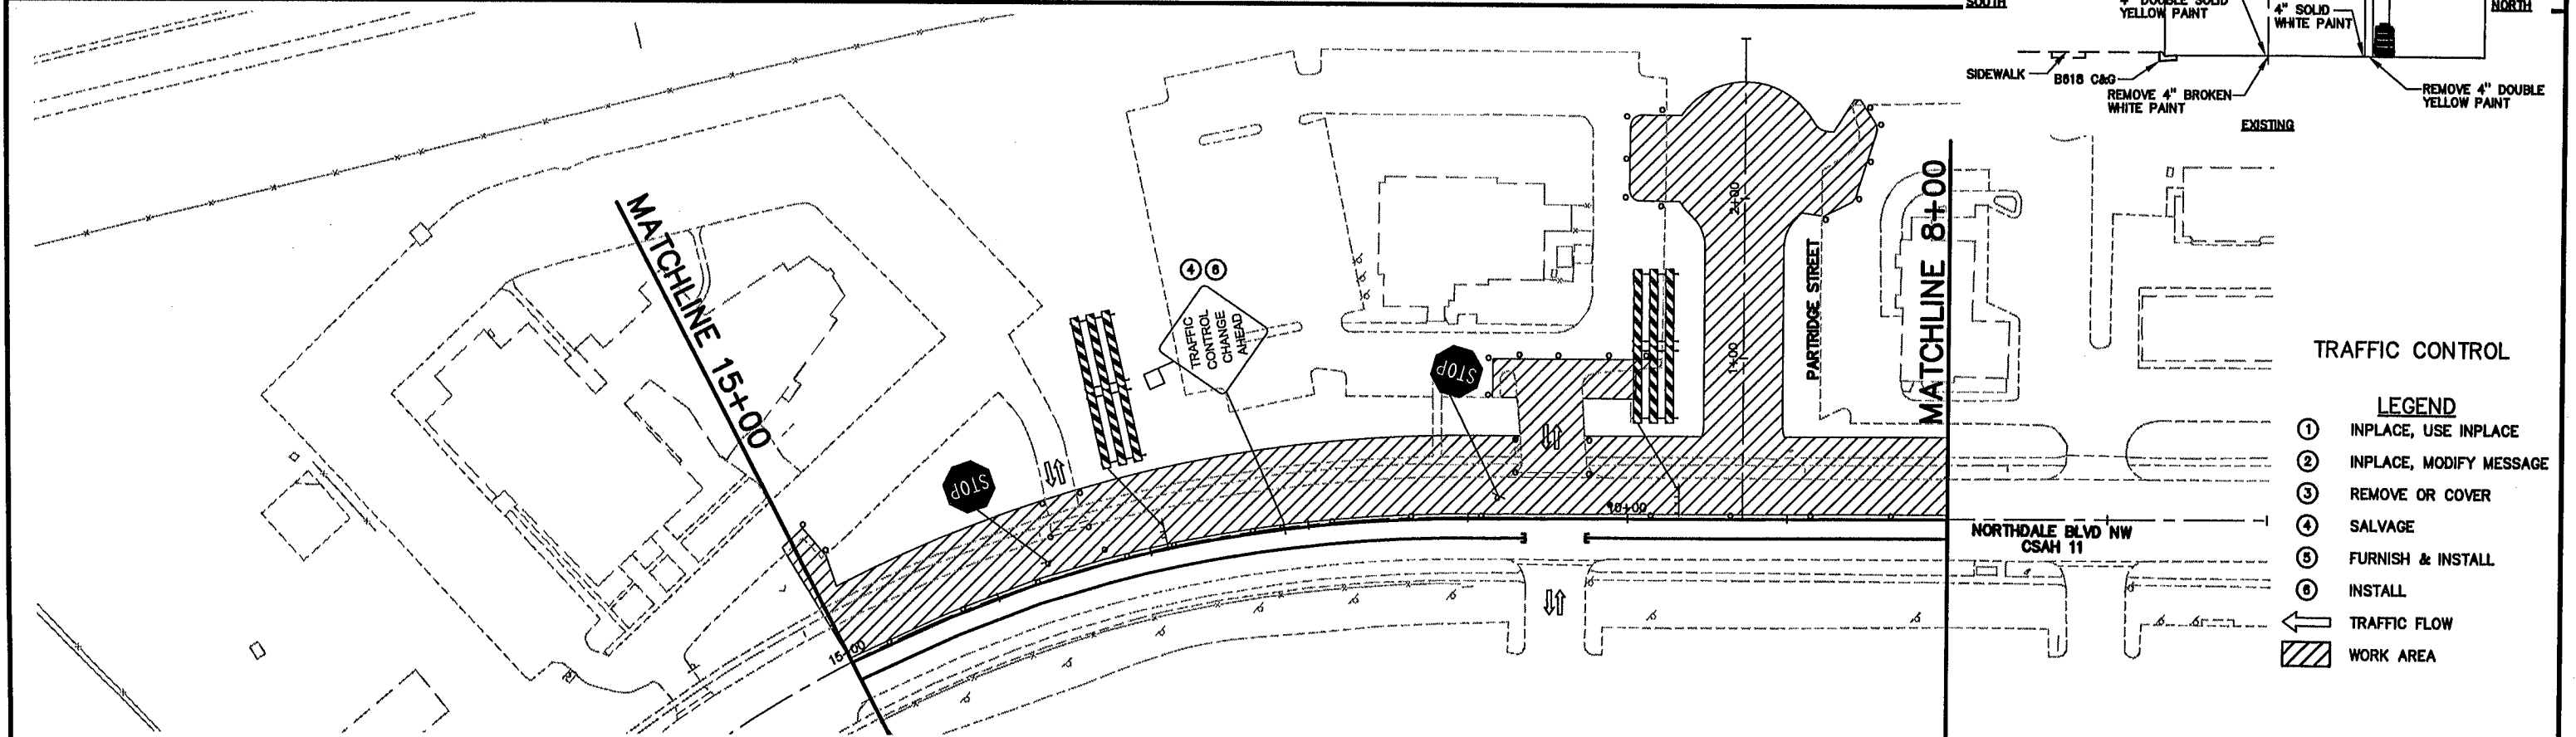 SOUTH
4" DOUBLE SOLID
YELLOW PAINT
4" SOLID
WHITE PAINT
NORTH
SIDEWALK
B618 C&G
REMOVE 4" BROKEN
WHITE PAINT
REMOVE 4" DOUBLE
YELLOW PAINT
EXISTING
MATCHLINE 15+00
4 6
TRAFFIC
CONTROL
CHANGE
AHEAD
STOP
STOP
2+00
1+00
PARTRIDGE STREET
MATCHLINE 8+00
10+00
15+00
NORTHDALE BLVD NW
CSAH 11
TRAFFIC CONTROL
LEGEND
1 INPLACE, USE INPLACE
2 INPLACE, MODIFY MESSAGE
3 REMOVE OR COVER
4 SALVAGE
5 FURNISH & INSTALL
6 INSTALL
TRAFFIC FLOW
WORK AREA